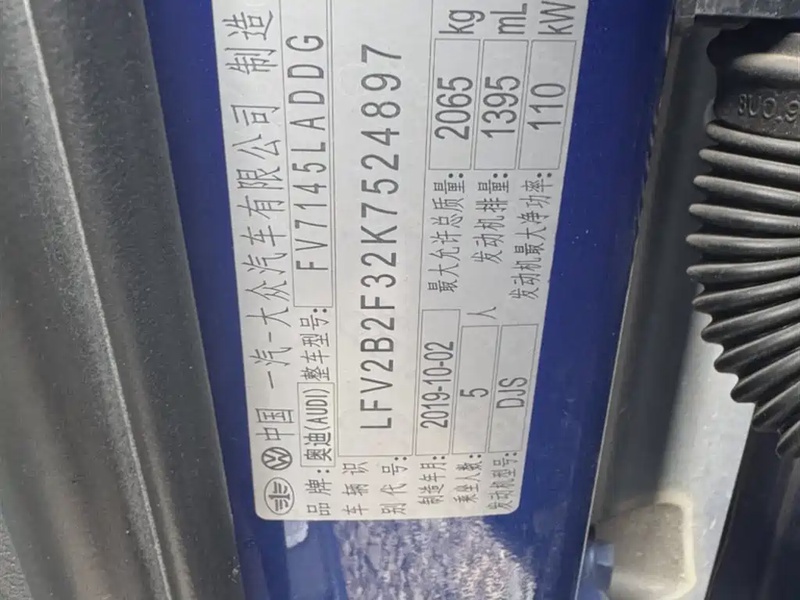 中国 一汽-大众汽车有限公司 制造
品牌: 奥迪(AUDI) 整车型号: FV7145LADDG
车辆识别代号: LFV2B2F32K7524897
制造年月: 2019-10-02 最大允许总质量: 2065 kg
乘坐人数: 5 人 发动机排量: 1395 mL
发动机型号: DJS 发动机最大净功率: 110 kW